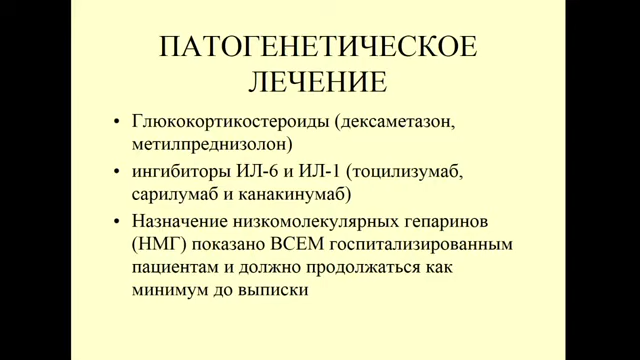 ПАТОГЕНЕТИЧЕСКОЕ
ЛЕЧЕНИЕ
• Глюкокортикостероиды (дексаметазон,
метилпреднизолон)
• ингибиторы ИЛ-6 и ИЛ-1 (тоцилизумаб,
сарилумаб и канакинумаб)
• Назначение низкомолекулярных гепаринов
(НМГ) показано ВСЕМ госпитализированным
пациентам и должно продолжаться как
минимум до выписки